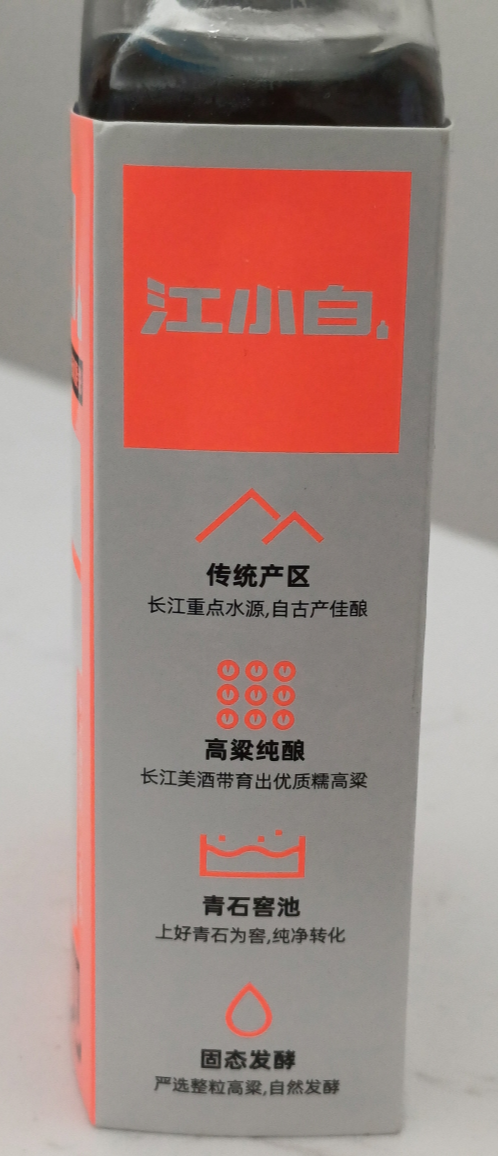 江小白
传统产区
长江重点水源,自古产佳酿
高粱纯酿
长江美酒带育出优质糯高粱
青石窖池
上好青石为窖,纯净转化
固态发酵
严选整粒高粱,自然发酵